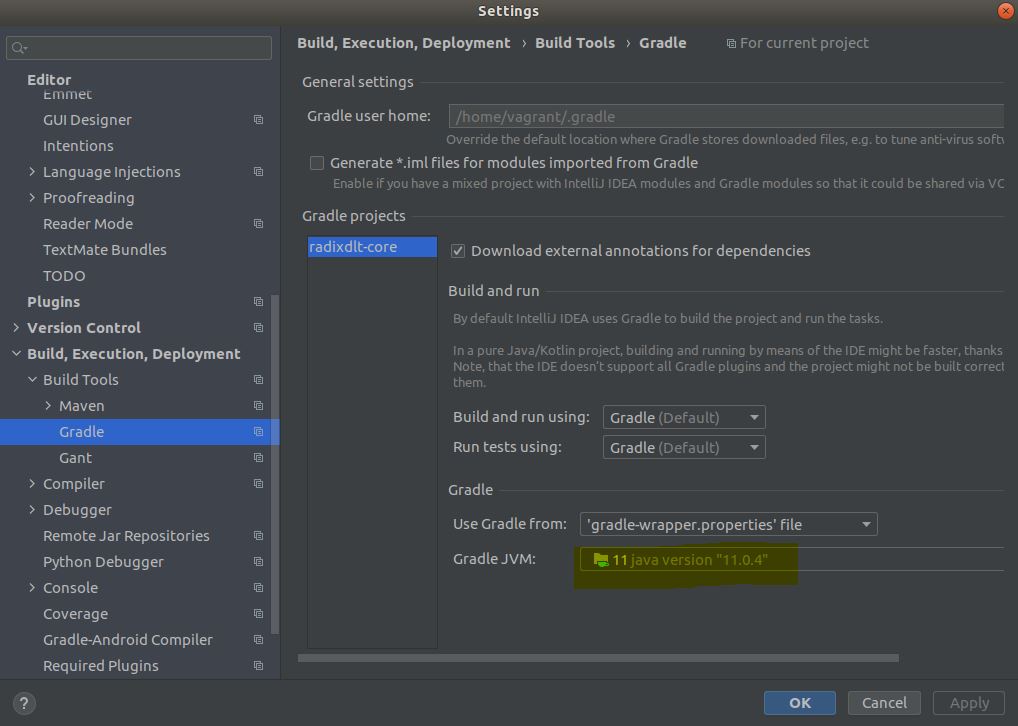 Settings
Build, Execution, Deployment › Build Tools › Gradle For current project
Editor
Emmet
GUI Designer
Intentions
Language Injections
Proofreading
Reader Mode
TextMate Bundles
TODO
Plugins
Version Control
Build, Execution, Deployment
Build Tools
Maven
Gradle
Gant
Compiler
Debugger
Remote Jar Repositories
Python Debugger
Console
Coverage
Gradle-Android Compiler
Required Plugins
General settings
Gradle user home: /home/vagrant/.gradle
Override the default location where Gradle stores downloaded files, e.g. to tune anti-virus softw
Generate *.iml files for modules imported from Gradle
Enable if you have a mixed project with IntelliJ IDEA modules and Gradle modules so that it could be shared via VC
Gradle projects
radixdlt-core
Download external annotations for dependencies
Build and run
By default IntelliJ IDEA uses Gradle to build the project and run the tasks.
In a pure Java/Kotlin project, building and running by means of the IDE might be faster, thanks
Note, that the IDE doesn't support all Gradle plugins and the project might not be built correct
them.
Build and run using: Gradle (Default)
Run tests using: Gradle (Default)
Gradle
Use Gradle from: 'gradle-wrapper.properties' file
Gradle JVM: 11 java version "11.0.4"
? OK Cancel Apply